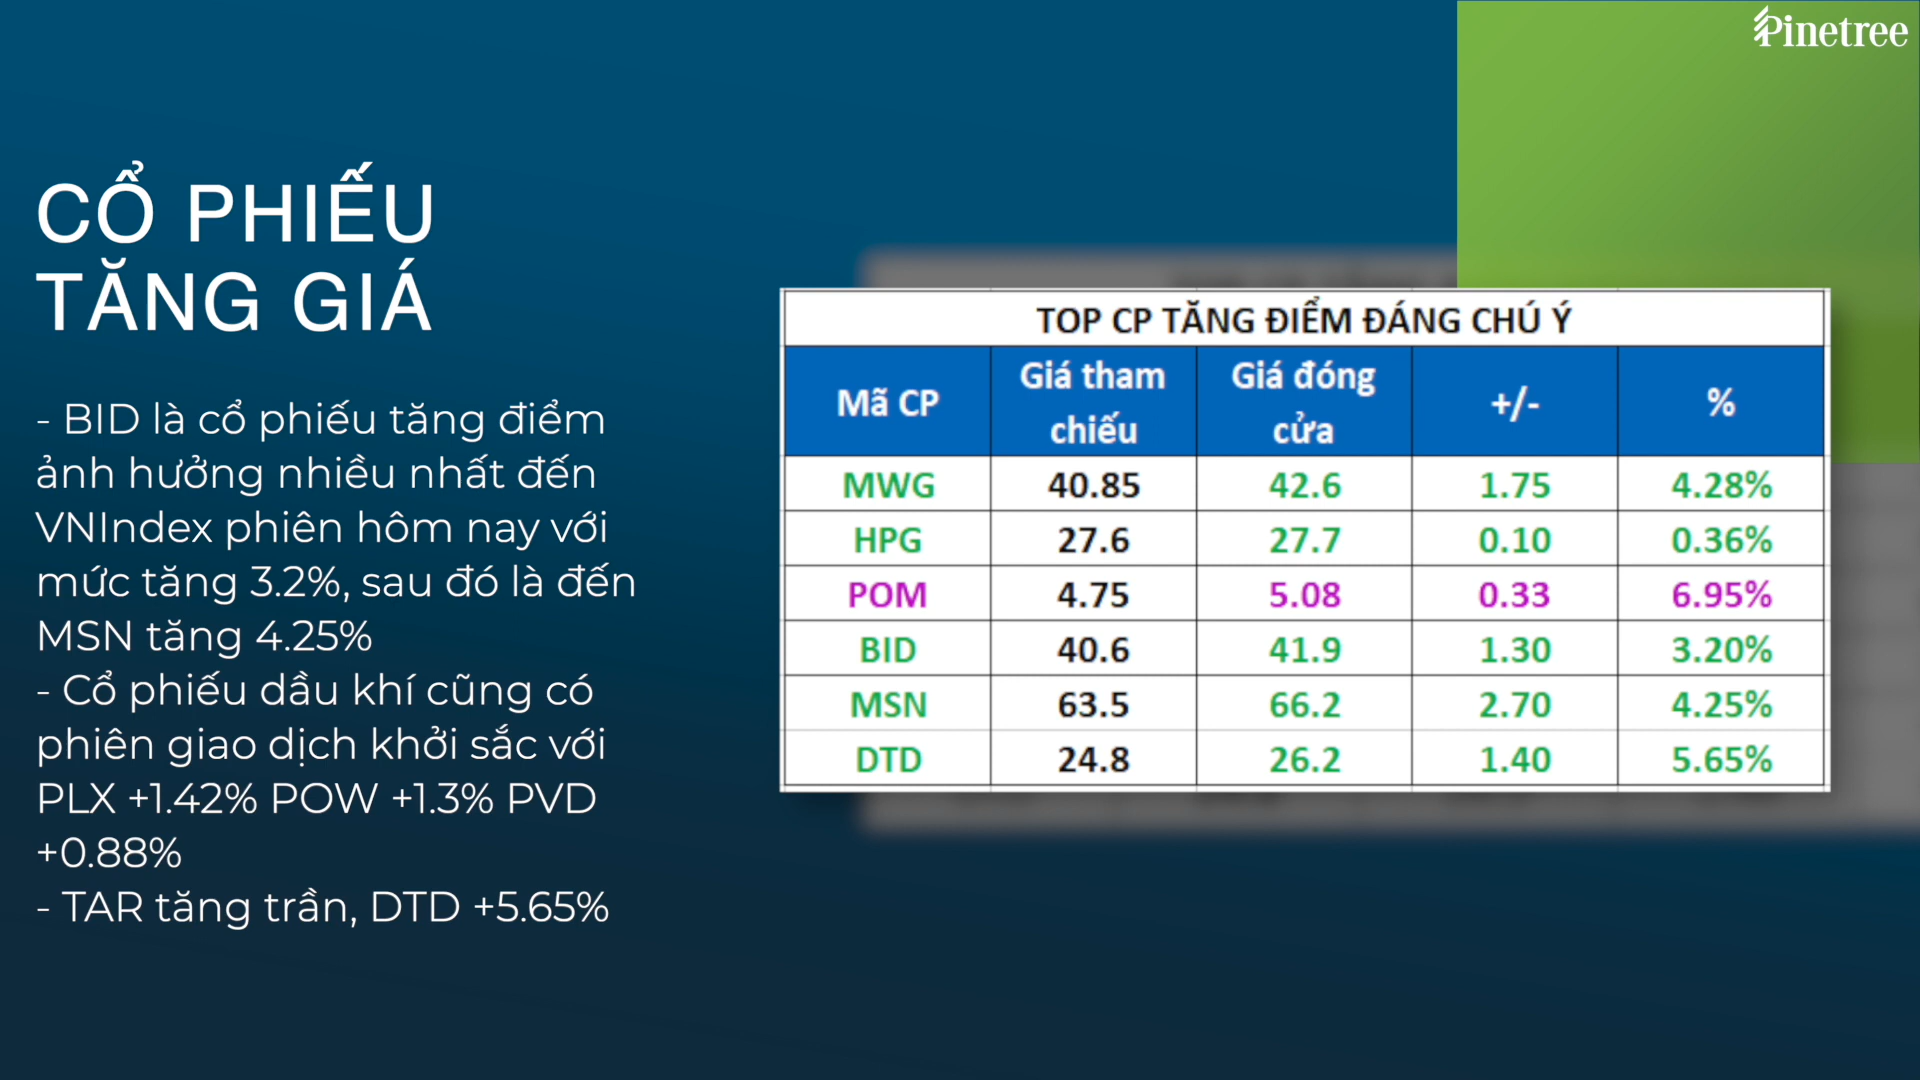 Pinetree
CỔ PHIẾU
TĂNG GIÁ
- BID là cổ phiếu tăng điểm
ảnh hưởng nhiều nhất đến
VNIndex phiên hôm nay với
mức tăng 3.2%, sau đó là đến
MSN tăng 4.25%
- Cổ phiếu dầu khí cũng có
phiên giao dịch khởi sắc với
PLX +1.42% POW +1.3% PVD
+0.88%
- TAR tăng trần, DTD +5.65%
TOP CP TĂNG ĐIỂM ĐÁNG CHÚ Ý
Mã CP Giá tham chiếu Giá đóng cửa +/- %
MWG 40.85 42.6 1.75 4.28%
HPG 27.6 27.7 0.10 0.36%
POM 4.75 5.08 0.33 6.95%
BID 40.6 41.9 1.30 3.20%
MSN 63.5 66.2 2.70 4.25%
DTD 24.8 26.2 1.40 5.65%